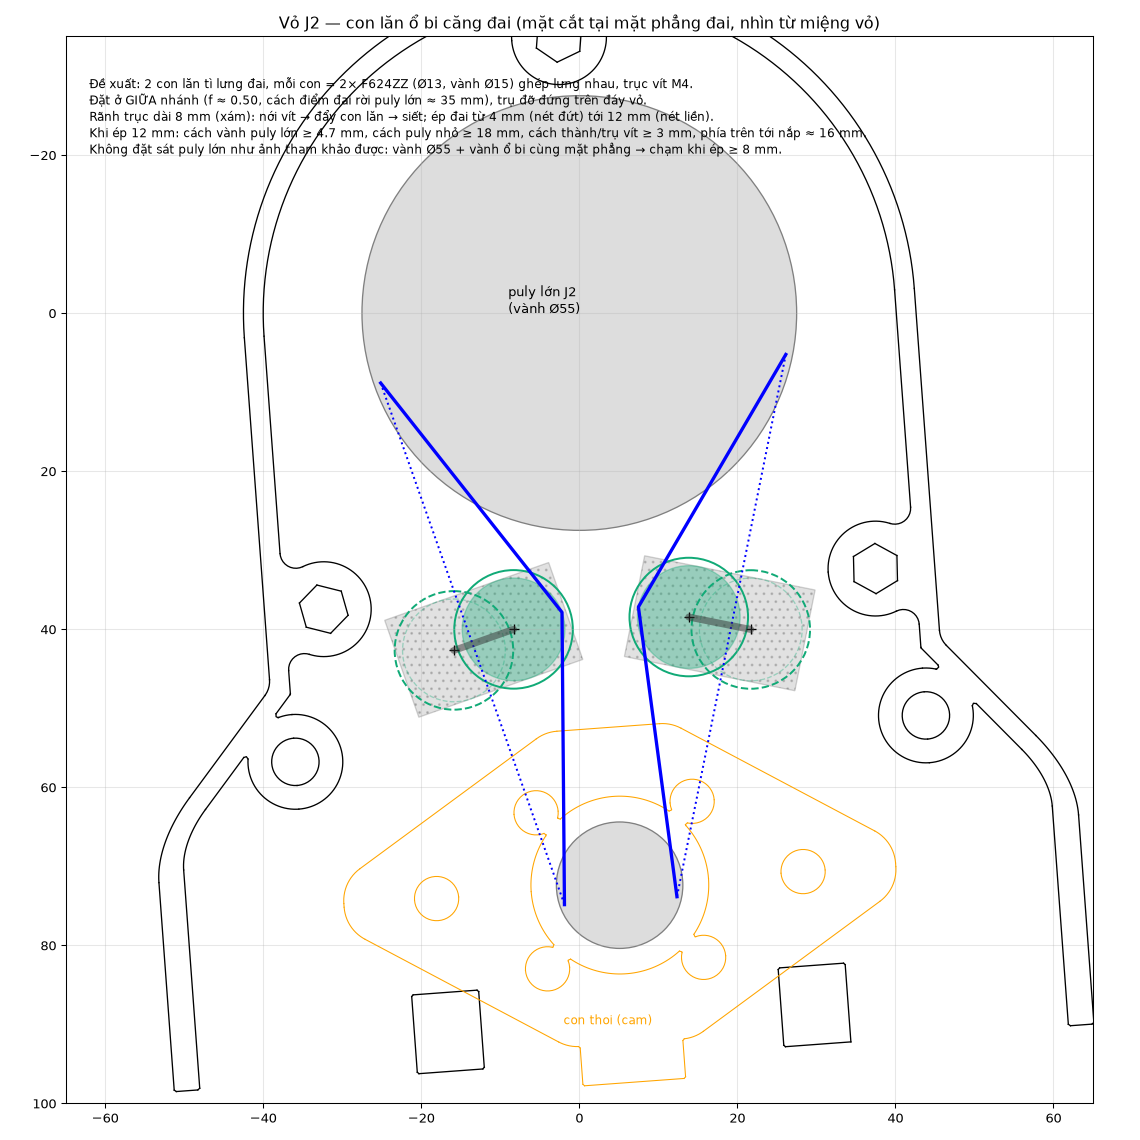 Vỏ J2 — con lăn ổ bi căng đai (mặt cắt tại mặt phẳng đai, nhìn từ miệng vỏ)
Đề xuất: 2 con lăn tì lưng đai, mỗi con = 2× F624ZZ (Ø13, vành Ø15) ghép lưng nhau, trục vít M4.
Đặt ở GIỮA nhánh (f ≈ 0.50, cách điểm đai rời puly lớn ≈ 35 mm), trụ đỡ đứng trên đáy vỏ.
Rãnh trục dài 8 mm (xám): nới vít → đẩy con lăn → siết; ép đai từ 4 mm (nét đứt) tới 12 mm (nét liền).
Khi ép 12 mm: cách vành puly lớn ≥ 4.7 mm, cách puly nhỏ ≥ 18 mm, cách thành/trụ vít ≥ 3 mm, phía trên tới nắp ≈ 16 mm.
Không đặt sát puly lớn như ảnh tham khảo được: vành Ø55 + vành ổ bi cùng mặt phẳng → chạm khi ép ≥ 8 mm.
−20
puly lớn J2
(vành Ø55)
0
20
40
60
80
con thoi (cam)
100
−60
−40
−20
0
20
40
60